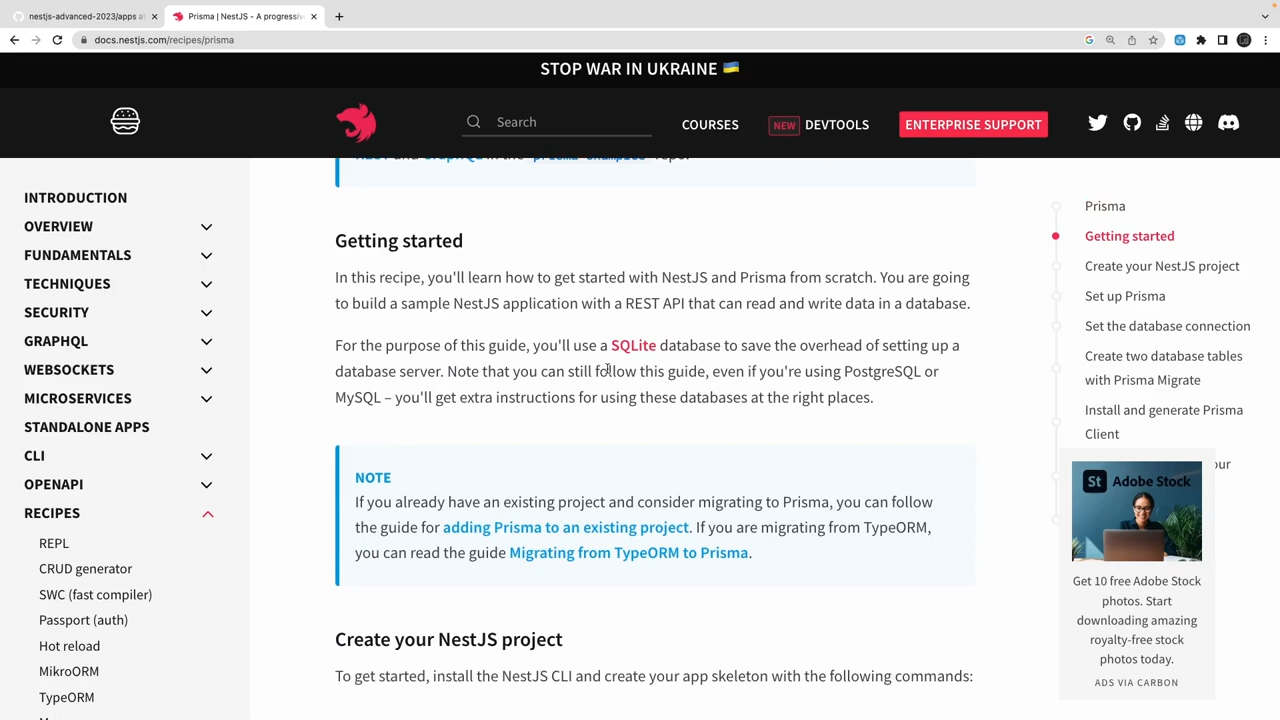 nestjs-advanced-2023/apps at
Prisma | NestJS - A progressiv
docs.nestjs.com/recipes/prisma
STOP WAR IN UKRAINE 🇺🇦
Search
COURSES
NEW DEVTOOLS
ENTERPRISE SUPPORT
REST and GraphQL in the prisma-examples repo.
INTRODUCTION
OVERVIEW
FUNDAMENTALS
TECHNIQUES
SECURITY
GRAPHQL
WEBSOCKETS
MICROSERVICES
STANDALONE APPS
CLI
OPENAPI
RECIPES
REPL
CRUD generator
SWC (fast compiler)
Passport (auth)
Hot reload
MikroORM
TypeORM
Getting started
In this recipe, you'll learn how to get started with NestJS and Prisma from scratch. You are going
to build a sample NestJS application with a REST API that can read and write data in a database.
For the purpose of this guide, you'll use a SQLite database to save the overhead of setting up a
database server. Note that you can still follow this guide, even if you're using PostgreSQL or
MySQL – you'll get extra instructions for using these databases at the right places.
NOTE
If you already have an existing project and consider migrating to Prisma, you can follow
the guide for adding Prisma to an existing project. If you are migrating from TypeORM,
you can read the guide Migrating from TypeORM to Prisma.
Create your NestJS project
To get started, install the NestJS CLI and create your app skeleton with the following commands:
Prisma
Getting started
Create your NestJS project
Set up Prisma
Set the database connection
Create two database tables
with Prisma Migrate
Install and generate Prisma
Client
our
St Adobe Stock
Get 10 free Adobe Stock
photos. Start
downloading amazing
royalty-free stock
photos today.
ADS VIA CARBON